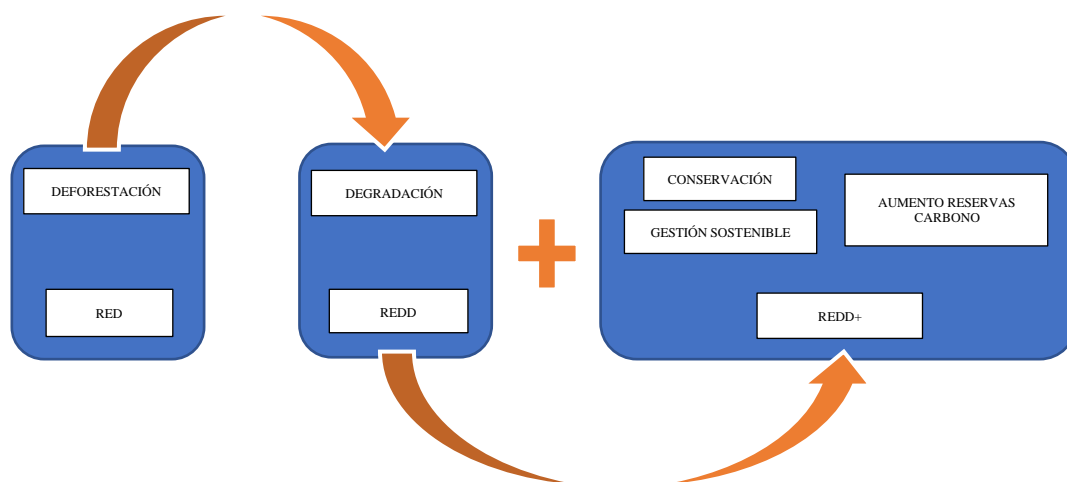 DEFORESTACIÓN
RED
DEGRADACIÓN
REDD
CONSERVACIÓN
GESTIÓN SOSTENIBLE
AUMENTO RESERVAS
CARBONO
REDD+